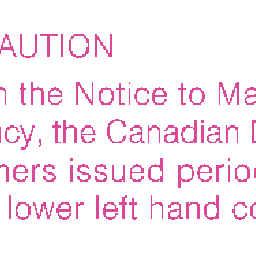 AUTION
n the Notice to Ma
ncy, the Canadian
ners issued perio
lower left hand co